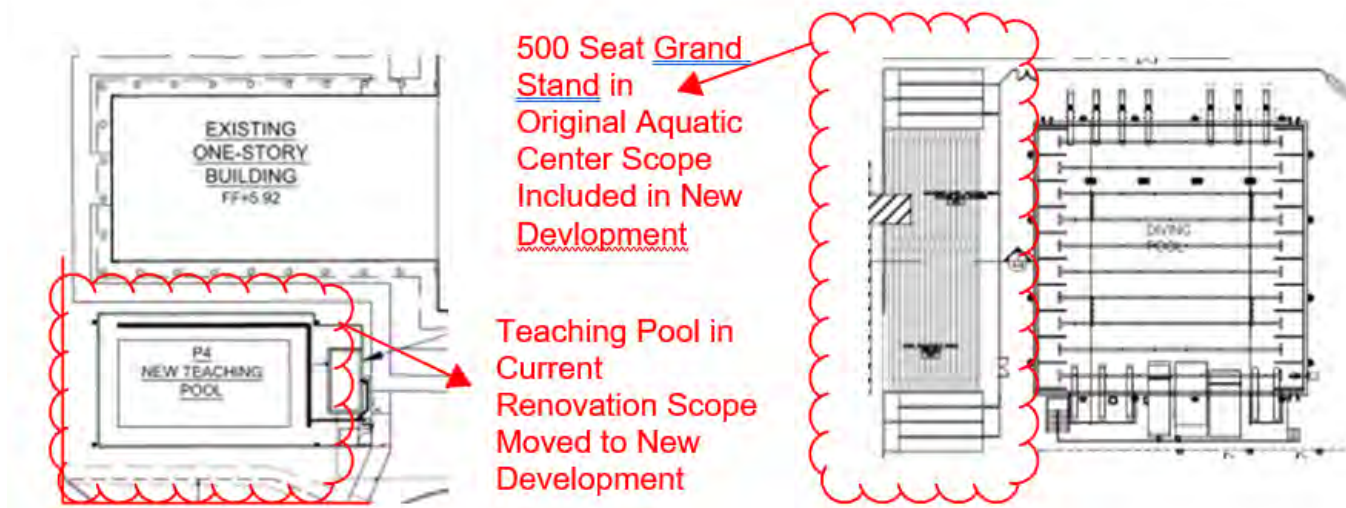 EXISTING
ONE-STORY
BUILDING
FF+5.92
P4
NEW TEACHING
POOL
500 Seat Grand
Stand in
Original Aquatic
Center Scope
Included in New
Devlopment
Teaching Pool in
Current
Renovation Scope
Moved to New
Development
DIVING
POOL